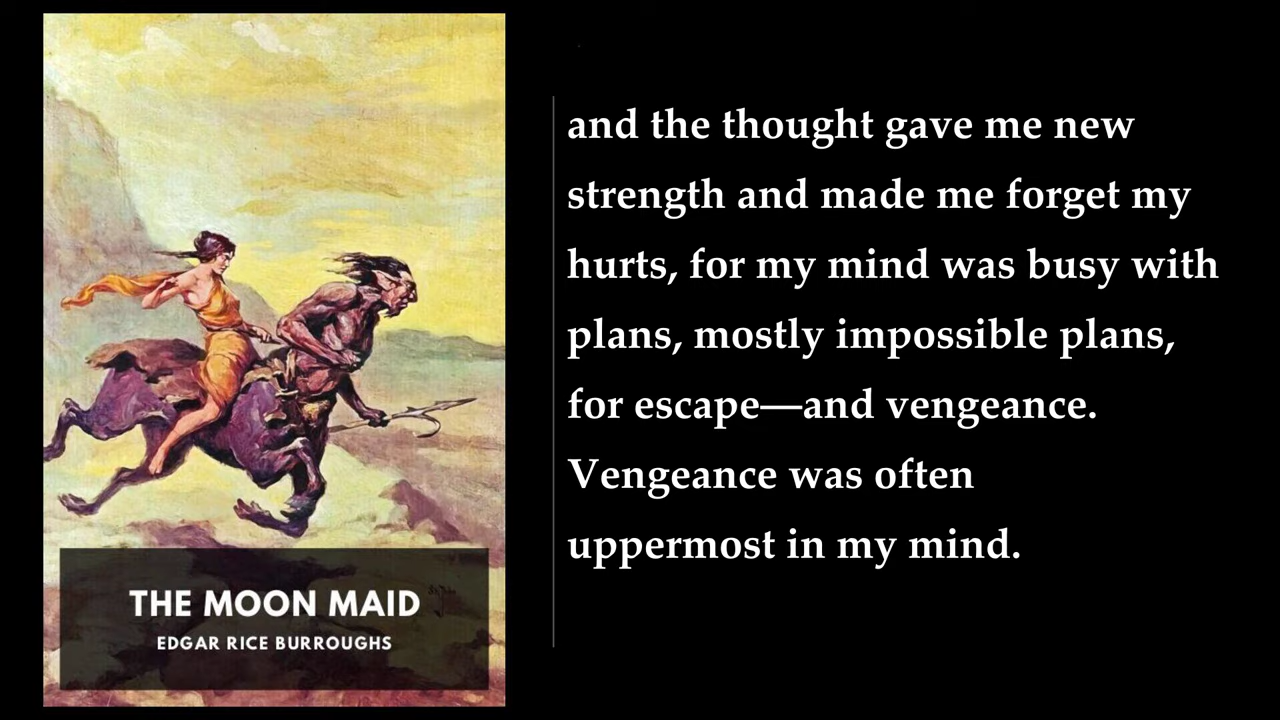 THE MOON MAID
EDGAR RICE BURROUGHS
and the thought gave me new
strength and made me forget my
hurts, for my mind was busy with
plans, mostly impossible plans,
for escape—and vengeance.
Vengeance was often
uppermost in my mind.